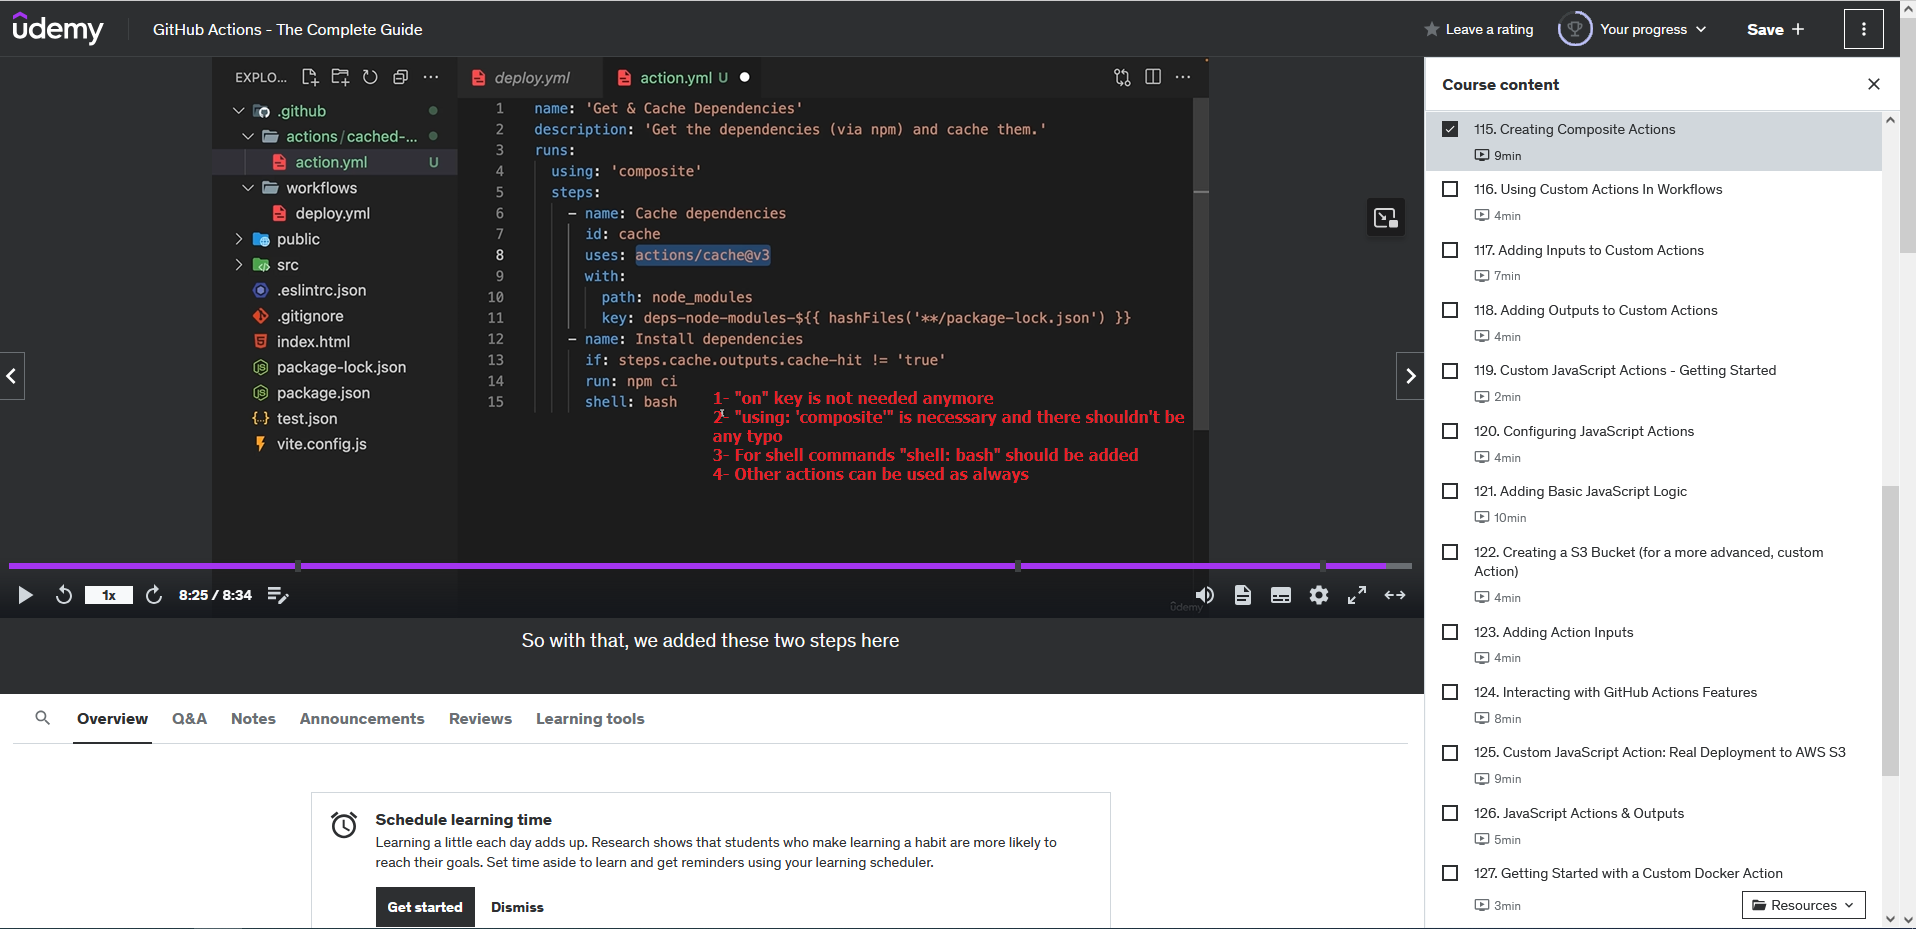 udemy
GitHub Actions - The Complete Guide
Leave a rating
Your progress
Save +
EXPLO...
deploy.yml
action.yml U
.github
actions/cached-...
action.yml U
workflows
deploy.yml
public
src
.eslintrc.json
.gitignore
index.html
package-lock.json
package.json
test.json
vite.config.js
1 name: 'Get & Cache Dependencies'
2 description: 'Get the dependencies (via npm) and cache them.'
3 runs:
4 using: 'composite'
5 steps:
6 - name: Cache dependencies
7 id: cache
8 uses: actions/cache@v3
9 with:
10 path: node_modules
11 key: deps-node-modules-${{ hashFiles('**/package-lock.json') }}
12 - name: Install dependencies
13 if: steps.cache.outputs.cache-hit != 'true'
14 run: npm ci
15 shell: bash
1- "on" key is not needed anymore
2- "using: 'composite'" is necessary and there shouldn't be
any typo
3- For shell commands "shell: bash" should be added
4- Other actions can be used as always
1x
8:25 / 8:34
udemy
So with that, we added these two steps here
Overview
Q&A
Notes
Announcements
Reviews
Learning tools
Schedule learning time
Learning a little each day adds up. Research shows that students who make learning a habit are more likely to
reach their goals. Set time aside to learn and get reminders using your learning scheduler.
Get started
Dismiss
Course content
115. Creating Composite Actions
9min
116. Using Custom Actions In Workflows
4min
117. Adding Inputs to Custom Actions
7min
118. Adding Outputs to Custom Actions
4min
119. Custom JavaScript Actions - Getting Started
2min
120. Configuring JavaScript Actions
4min
121. Adding Basic JavaScript Logic
10min
122. Creating a S3 Bucket (for a more advanced, custom
Action)
4min
123. Adding Action Inputs
4min
124. Interacting with GitHub Actions Features
8min
125. Custom JavaScript Action: Real Deployment to AWS S3
9min
126. JavaScript Actions & Outputs
5min
127. Getting Started with a Custom Docker Action
3min
Resources